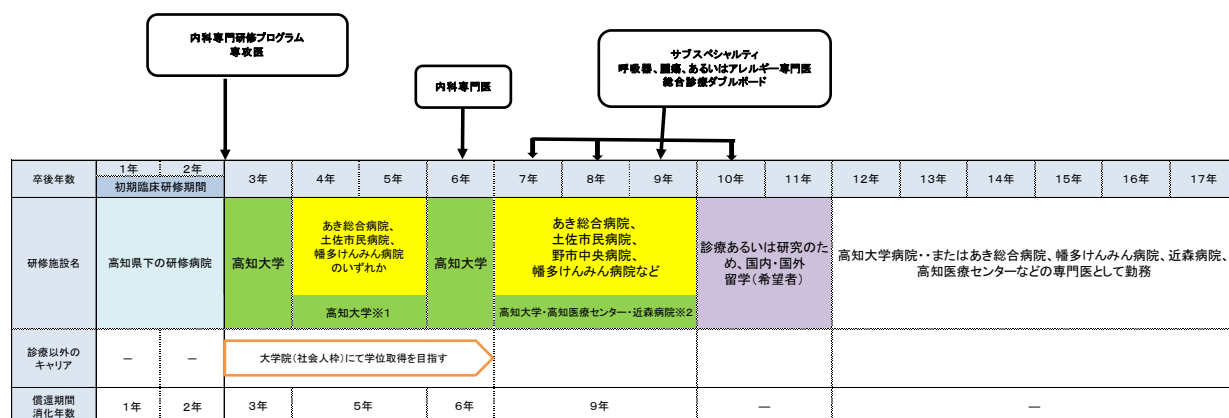 内科専門研修プログラム
専攻医
内科専門医
サブスペシャルティ
呼吸器、腫瘍、あるいはアレルギー専門医
総合診療ダブルボード
卒後年数
1年
2年
初期臨床研修期間
3年
4年
5年
6年
7年
8年
9年
10年
11年
12年
13年
14年
15年
16年
17年
研修施設名
高知県下の研修病院
高知大学
あき総合病院、
土佐市民病院、
幡多けんみん病院
のいずれか
高知大学※1
高知大学
あき総合病院、
土佐市民病院、
野市中央病院、
幡多けんみん病院など
高知大学・高知医療センター・近森病院※2
診療あるいは研究のた
め、国内・国外
留学(希望者)
高知大学病院・・またはあき総合病院、幡多けんみん病院、近森病院、
高知医療センターなどの専門医として勤務
診療以外の
キャリア
－
－
大学院(社会人枠)にて学位取得を目指す
償還期間
消化年数
1年
2年
3年
5年
6年
9年
－
－